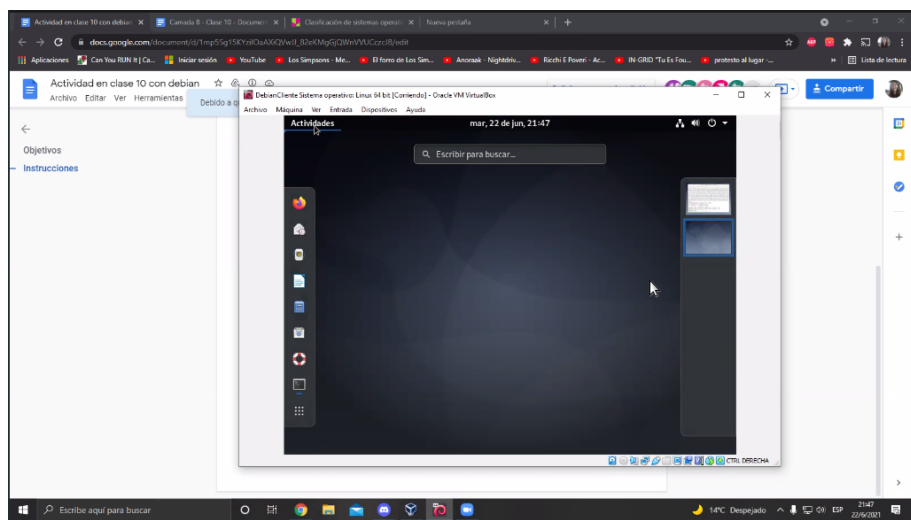 Actividad en clase 10 con debian
Camada 8 - Clase 10 - Document
Clasificación de sistemas operati
Nueva pestaña
docs.google.com/document/d/
/edit
Aplicaciones
Can You RUN It | Ca...
Iniciar sesión
YouTube
Los Simpsons - Me...
El forro de Los Sim...
Anoraak - Nightdriv...
Ricchi E Poveri - Ac...
IN-GRID "Tu Es Fou...
protesto al lugar -...
Lista de lectura
Actividad en clase 10 con debian
Archivo Editar Ver Herramientas
Debido a q
Compartir
DebianCliente Sistema operativo: Linux 64 bit [Corriendo] - Oracle VM VirtualBox
Archivo Máquina Ver Entrada Dispositivos Ayuda
Actividades
mar, 22 de jun, 21:47
Escribir para buscar...
Objetivos
Instrucciones
CTRL DERECHA
Escribe aquí para buscar
14°C Despejado
ESP
21:47
22/6/2021